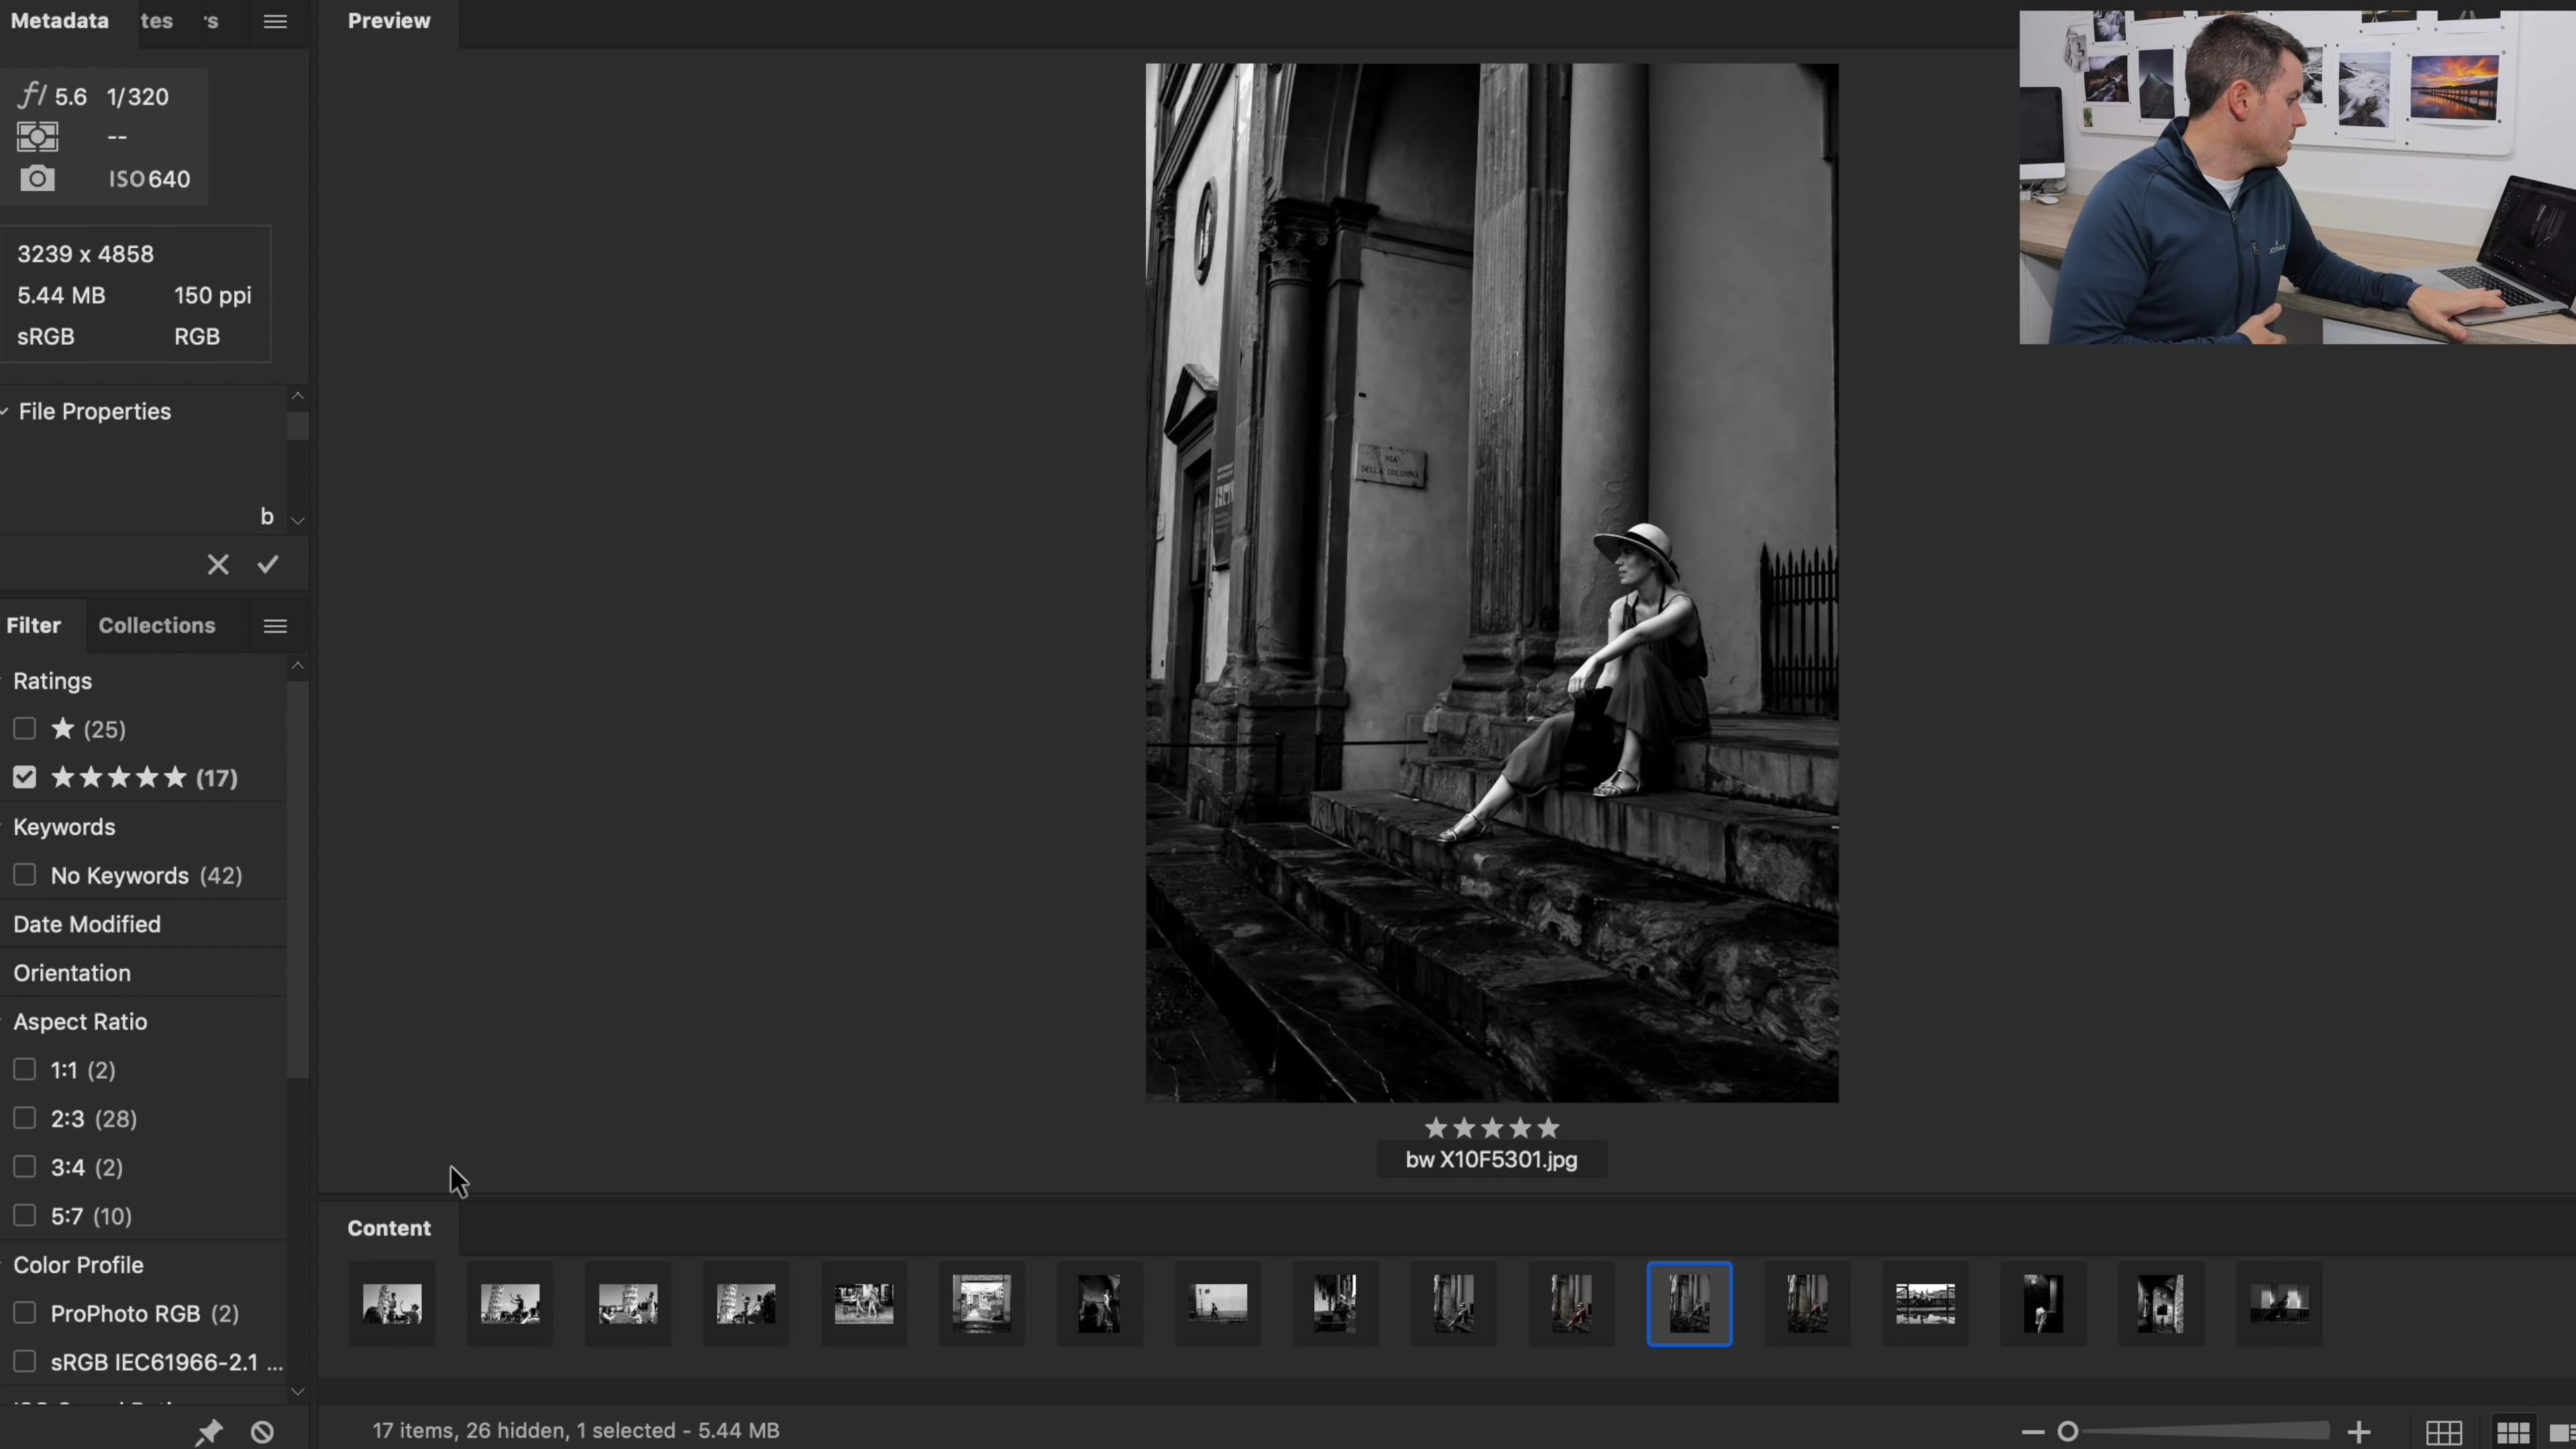 Metadata
tes
Preview
ƒ/ 5.6 1/320
--
ISO 640
3239 x 4858
5.44 MB 150 ppi
sRGB RGB
File Properties
b
Filter Collections
Ratings
★ (25)
★★★★★ (17)
Keywords
No Keywords (42)
Date Modified
Orientation
Aspect Ratio
1:1 (2)
2:3 (28)
3:4 (2)
5:7 (10)
Color Profile
ProPhoto RGB (2)
sRGB IEC61966-2.1 ...
VIA
DELLA COLONNA
★★★★★
bw X10F5301.jpg
Content
17 items, 26 hidden, 1 selected - 5.44 MB